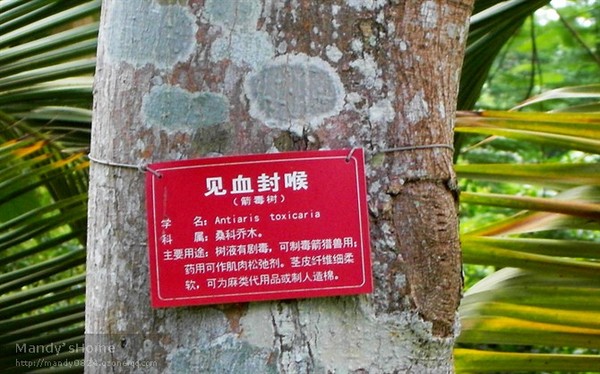 见血封喉
（箭毒树）
学 名：Antiaris toxicaria
科 属：桑科乔木。
主要用途：树液有剧毒，可制毒箭猎兽用；
药用可作肌肉松弛剂。茎皮纤维细柔
软，可为麻类代用品或制人造棉。
Mandy'sHome